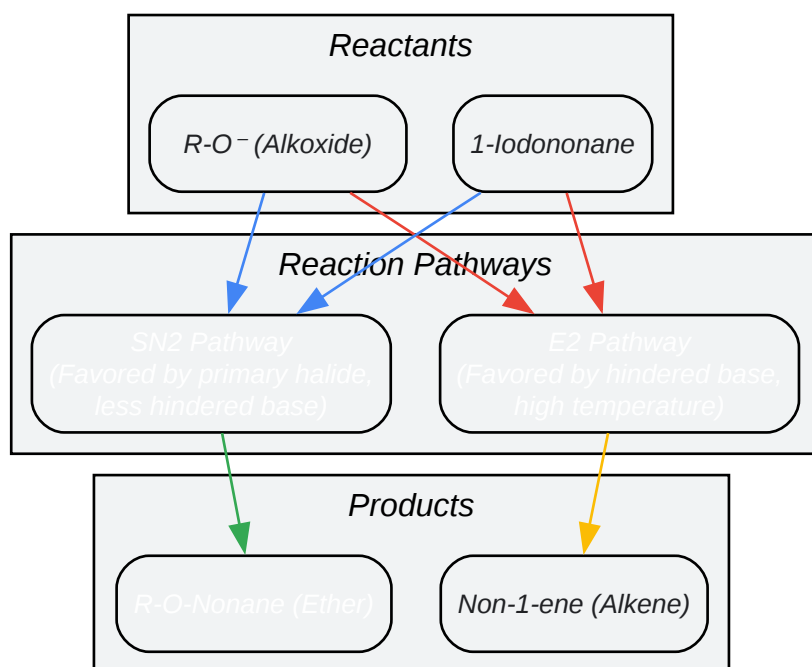 Reactants
R-O⁻ (Alkoxide)
1-Iodononane
Reaction Pathways
SN2 Pathway
(Favored by primary halide,
less hindered base)
E2 Pathway
(Favored by hindered base,
high temperature)
Products
R-O-Nonane (Ether)
Non-1-ene (Alkene)